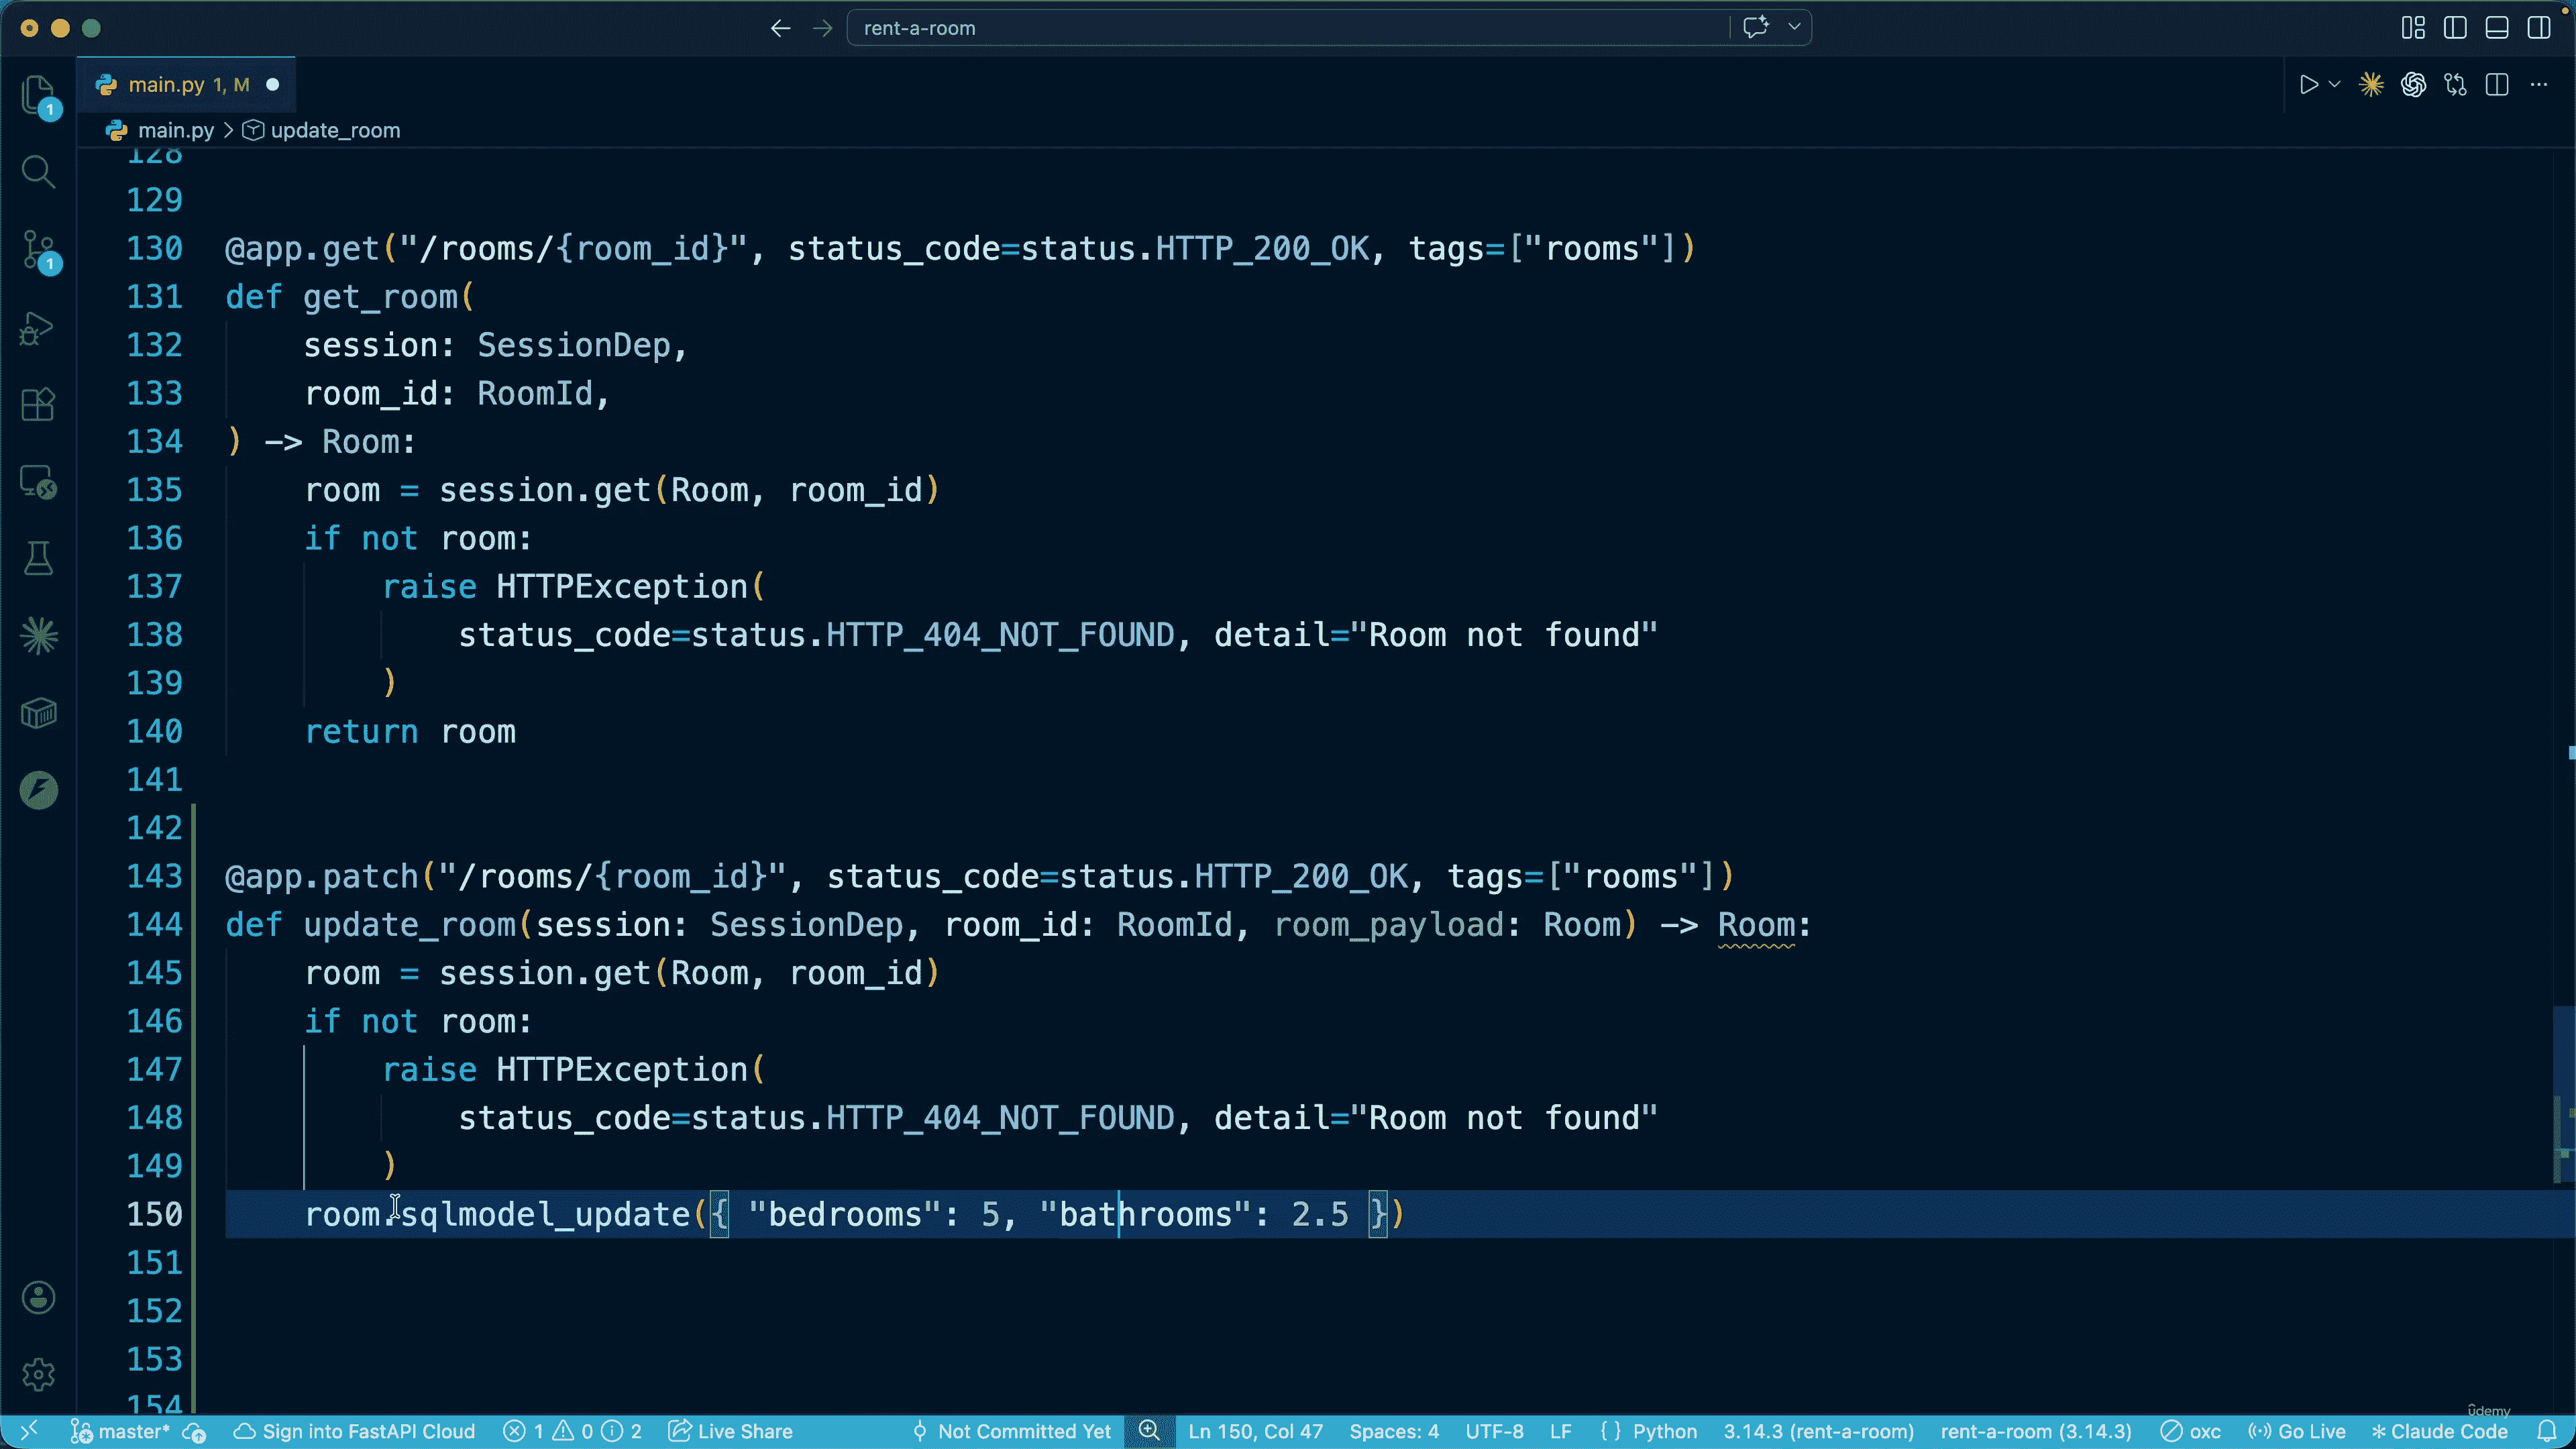 rent-a-room
main.py 1, M
main.py > update_room
128
129
130 @app.get("/rooms/{room_id}", status_code=status.HTTP_200_OK, tags=["rooms"])
131 def get_room(
132 session: SessionDep,
133 room_id: RoomId,
134 ) -> Room:
135 room = session.get(Room, room_id)
136 if not room:
137 raise HTTPException(
138 status_code=status.HTTP_404_NOT_FOUND, detail="Room not found"
139 )
140 return room
141
142
143 @app.patch("/rooms/{room_id}", status_code=status.HTTP_200_OK, tags=["rooms"])
144 def update_room(session: SessionDep, room_id: RoomId, room_payload: Room) -> Room:
145 room = session.get(Room, room_id)
146 if not room:
147 raise HTTPException(
148 status_code=status.HTTP_404_NOT_FOUND, detail="Room not found"
149 )
150 room.sqlmodel_update({ "bedrooms": 5, "bathrooms": 2.5 })
151
152
153
154
1
1
udemy
master* Sign into FastAPI Cloud 1 0 2 Live Share Not Committed Yet Ln 150, Col 47 Spaces: 4 UTF-8 LF { } Python 3.14.3 (rent-a-room) rent-a-room (3.14.3) oxc Go Live Claude Code